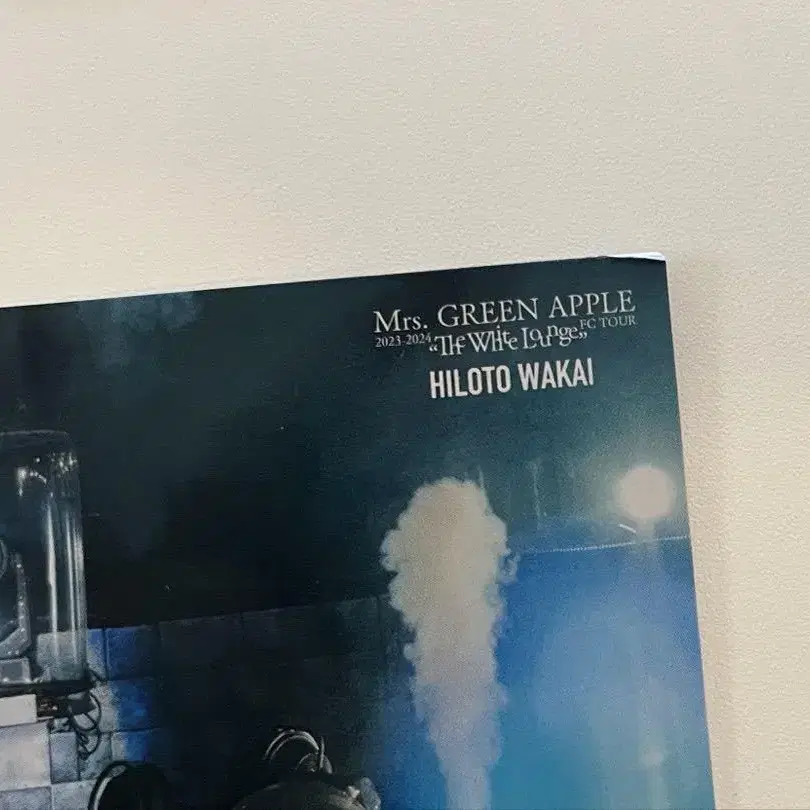 Mrs. GREEN APPLE
2023-2024 “The White Lounge” FC TOUR
HILOTO WAKAI